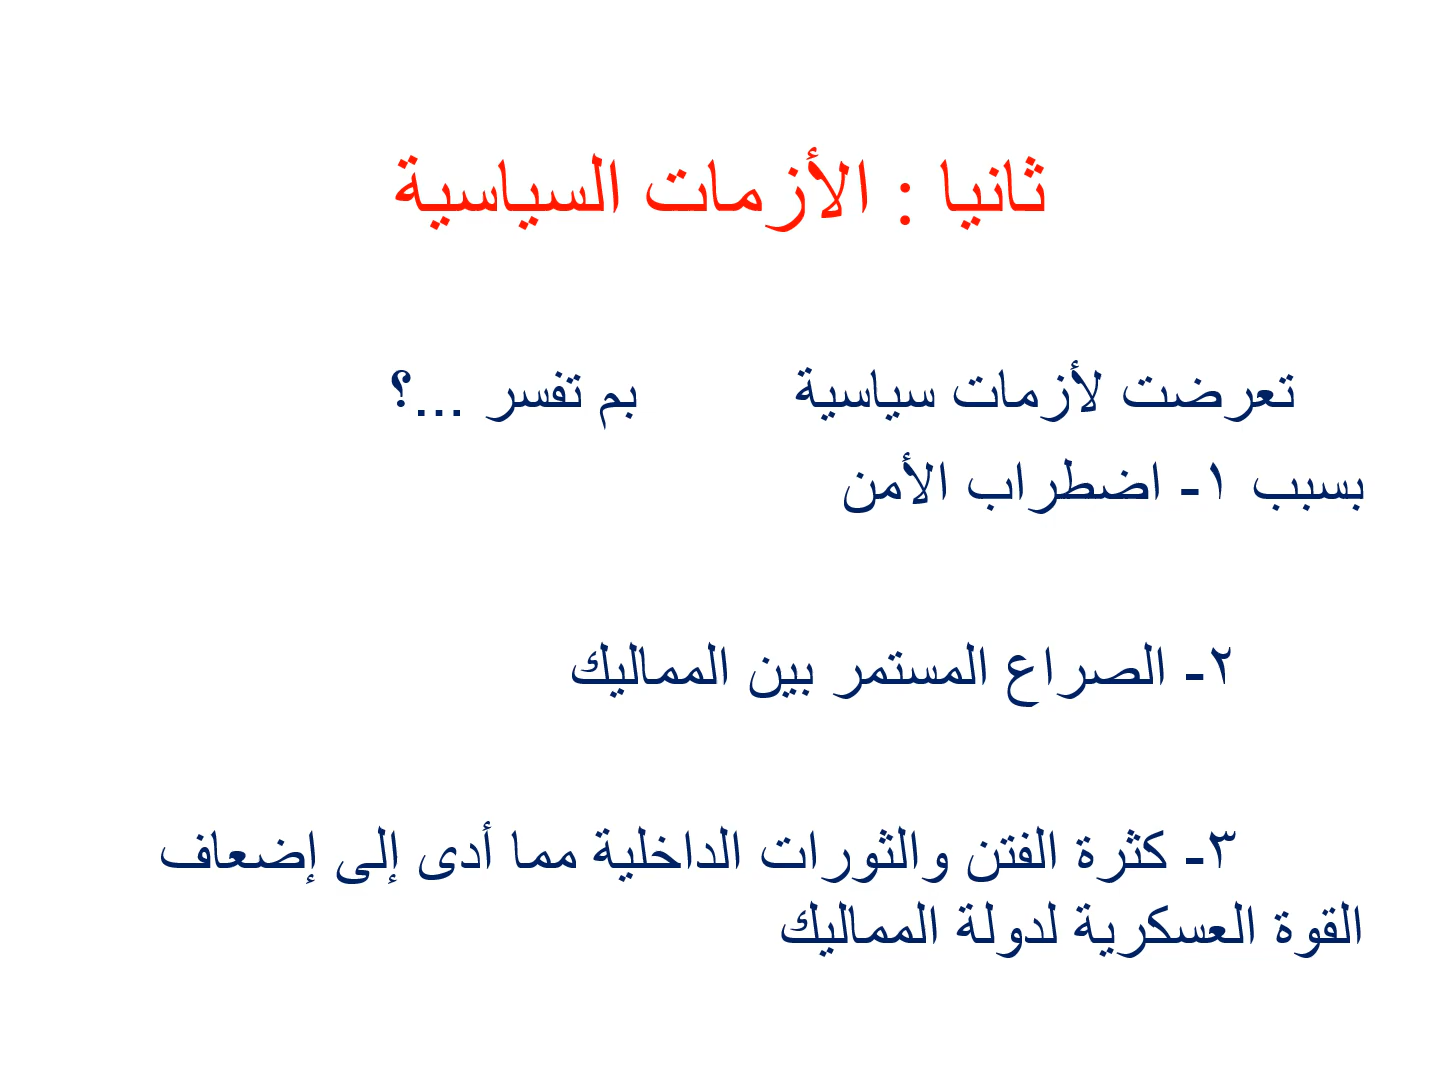 ثانيا : الأزمات السياسية
تعرضت لأزمات سياسية بم تفسر ...؟
بسبب ١- اضطراب الأمن
٢- الصراع المستمر بين المماليك
٣- كثرة الفتن والثورات الداخلية مما أدى إلى إضعاف
القوة العسكرية لدولة المماليك